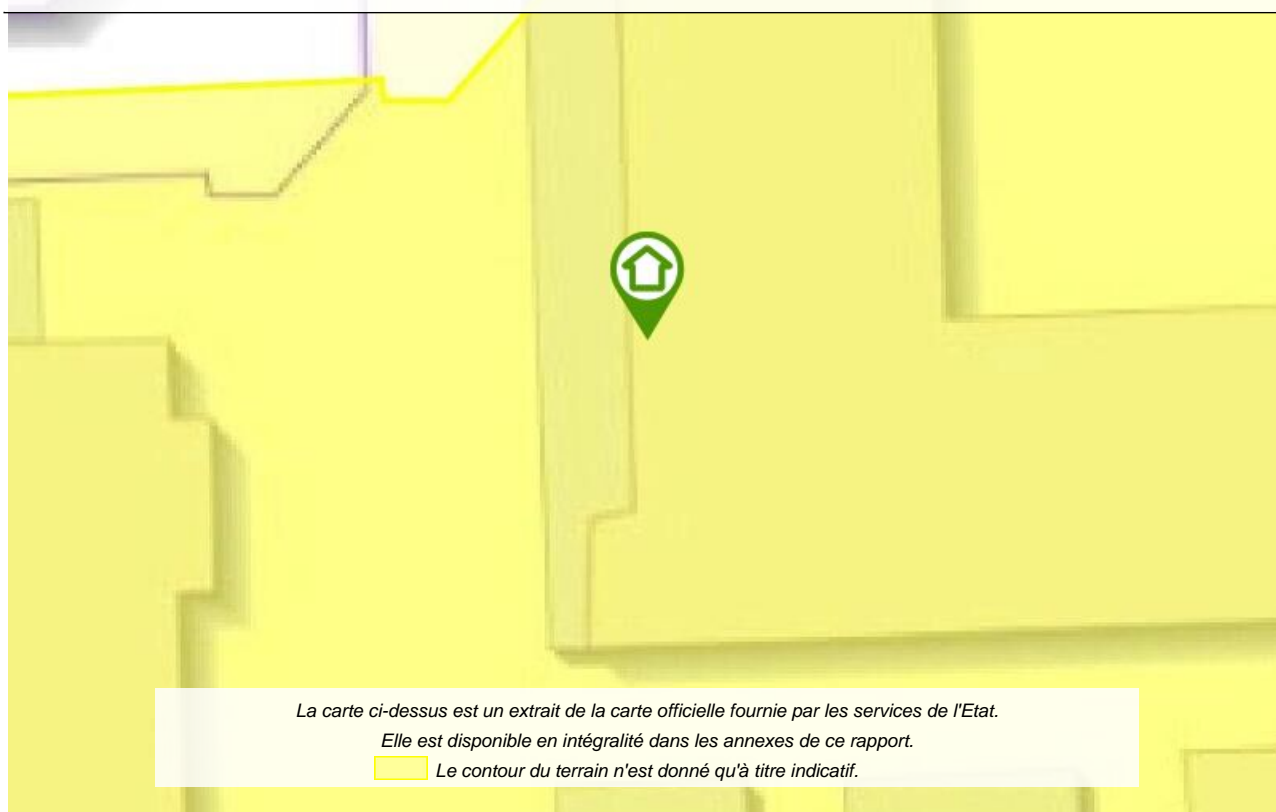 La carte ci-dessus est un extrait de la carte officielle fournie par les services de l'Etat.
Elle est disponible en intégralité dans les annexes de ce rapport.
Le contour du terrain n'est donné qu'à titre indicatif.